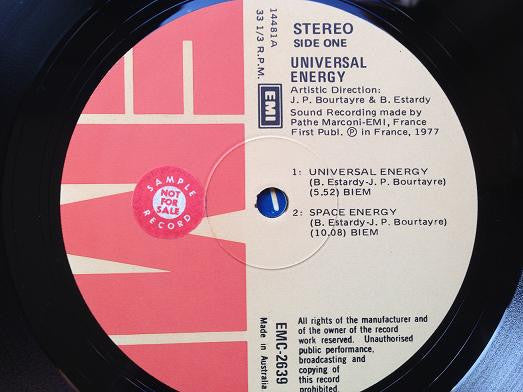 STEREO
SIDE ONE
14481A
33 1/3 R.P.M.
UNIVERSAL
ENERGY
Artistic Direction:
J. P. Bourtayre & B. Estardy
EMI
Sound Recording made by
Pathe Marconi-EMI, France
First Publ. Ⓟ in France, 1977
1: UNIVERSAL ENERGY
(B. Estardy-J. P. Bourtayre)
(5.52) BIEM
2: SPACE ENERGY
(B. Estardy-J. P. Bourtayre)
(10.08) BIEM
SAMPLE
NOT
FOR
SALE
RECORD
EMC-2639
Made in Australia
All rights of the manufacturer and
of the owner of the record
work reserved. Unauthorised
public performance,
broadcasting and
copying of
this record
prohibited.
EMI